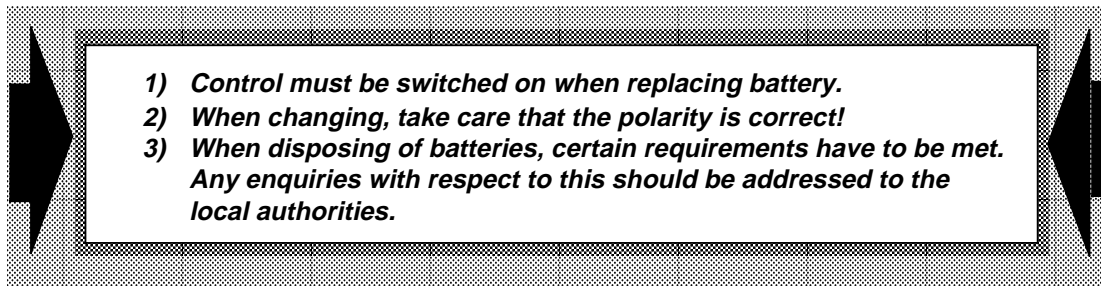 1) Control must be switched on when replacing battery.
2) When changing, take care that the polarity is correct!
3) When disposing of batteries, certain requirements have to be met.
Any enquiries with respect to this should be addressed to the
local authorities.